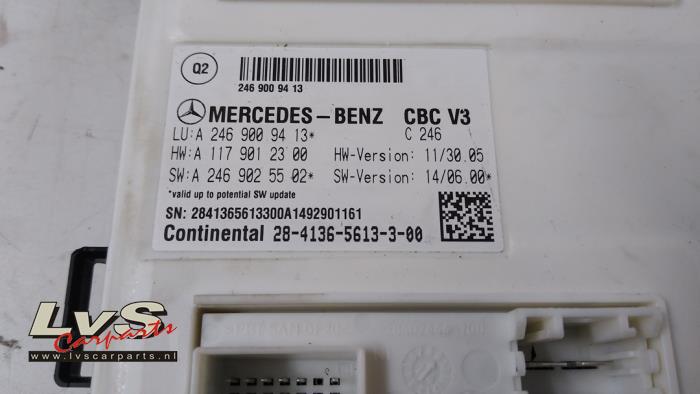 Q2
246 900 94 13
MERCEDES-BENZ CBC V3
LU:A 246 900 94 13* C 246
HW:A 117 901 23 00 HW-Version: 11/30.05
SW:A 246 902 55 02* SW-Version: 14/06.00*
*valid up to potential SW update
SN: 2841365613300A1492901161
Continental 28-4136-5613-3-00
LvS
Carparts
www.lvscarparts.nl